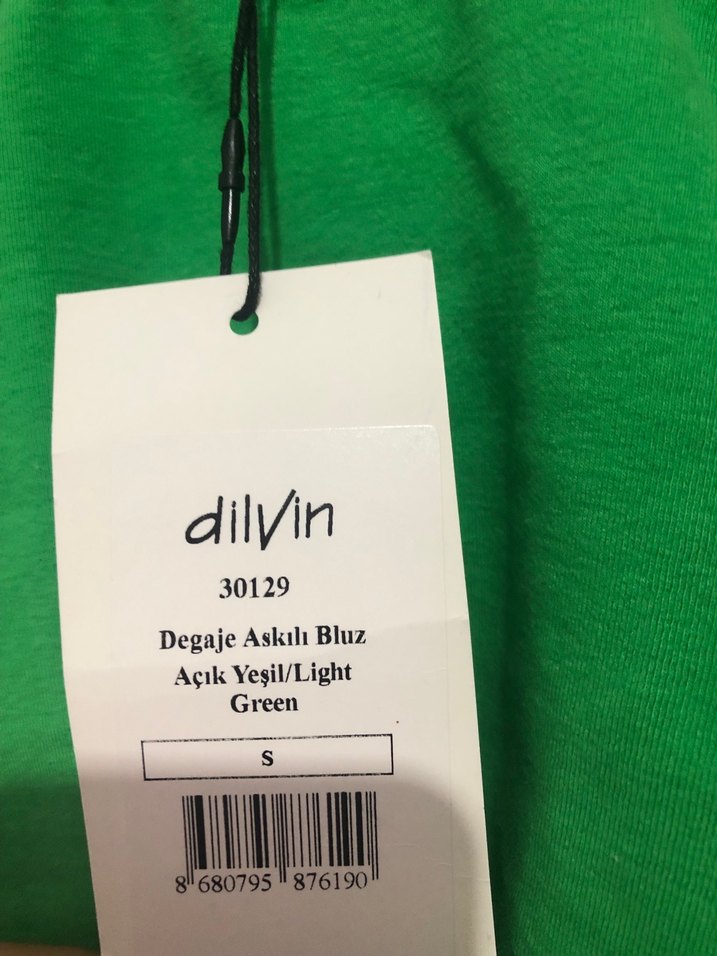 dilvin
30129
Degaje Askılı Bluz
Açık Yeşil/Light
Green
S
8 680795 876190